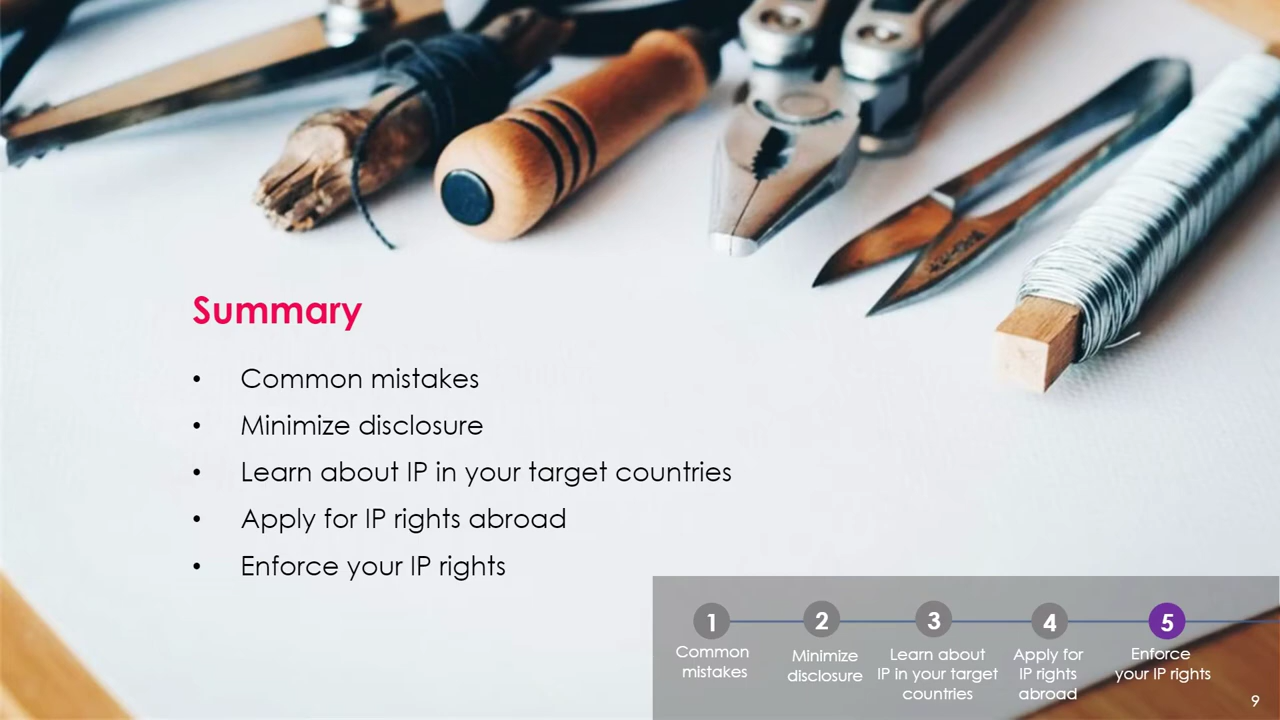 Summary
• Common mistakes
• Minimize disclosure
• Learn about IP in your target countries
• Apply for IP rights abroad
• Enforce your IP rights
1
Common
mistakes
2
Minimize
disclosure
3
Learn about
IP in your target
countries
4
Apply for
IP rights
abroad
5
Enforce
your IP rights
9